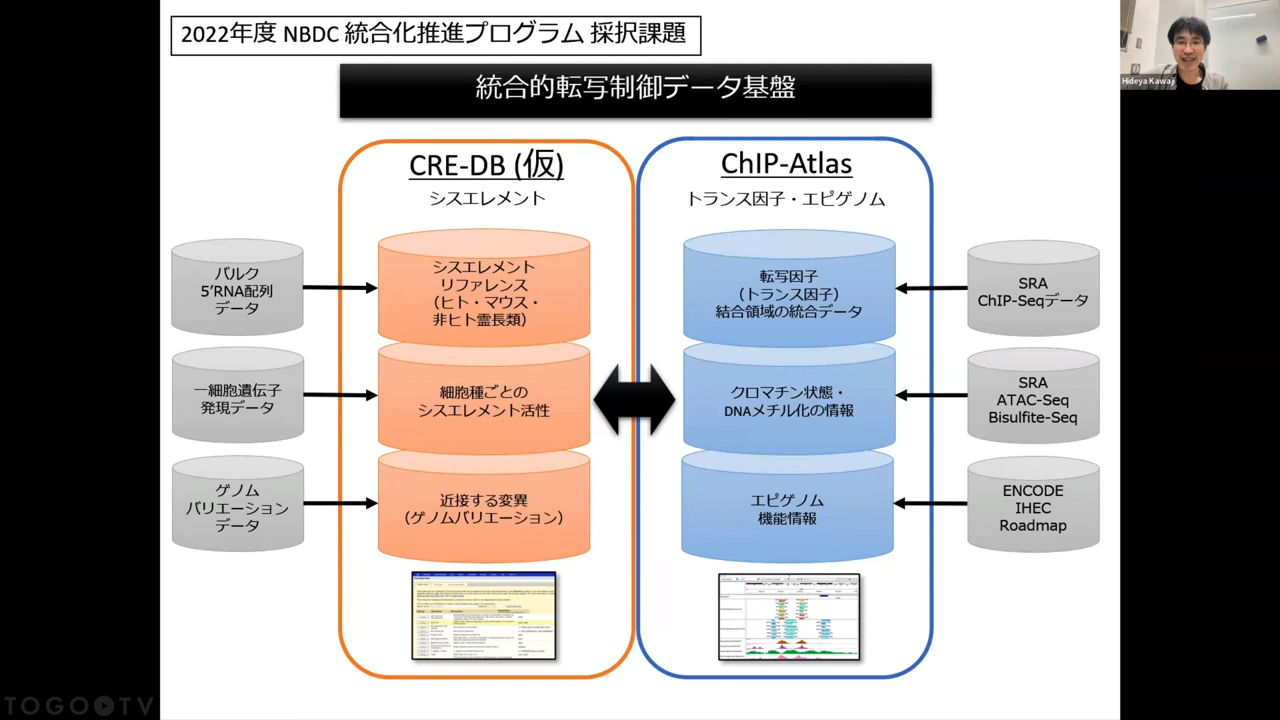 2022年度 NBDC 統合化推進プログラム 採択課題
Hideya Kawaji
統合的転写制御データ基盤
CRE-DB (仮)
シスエレメント
ChIP-Atlas
トランス因子・エピゲノム
バルク
5’RNA配列
データ
シスエレメント
リファレンス
(ヒト・マウス・
非ヒト霊長類)
転写因子
(トランス因子)
結合領域の統合データ
SRA
ChIP-Seqデータ
一細胞遺伝子
発現データ
細胞種ごとの
シスエレメント活性
クロマチン状態・
DNAメチル化の情報
SRA
ATAC-Seq
Bisulfite-Seq
ゲノム
バリエーション
データ
近接する変異
(ゲノムバリエーション)
エピゲノム
機能情報
ENCODE
IHEC
Roadmap
TOGO TV